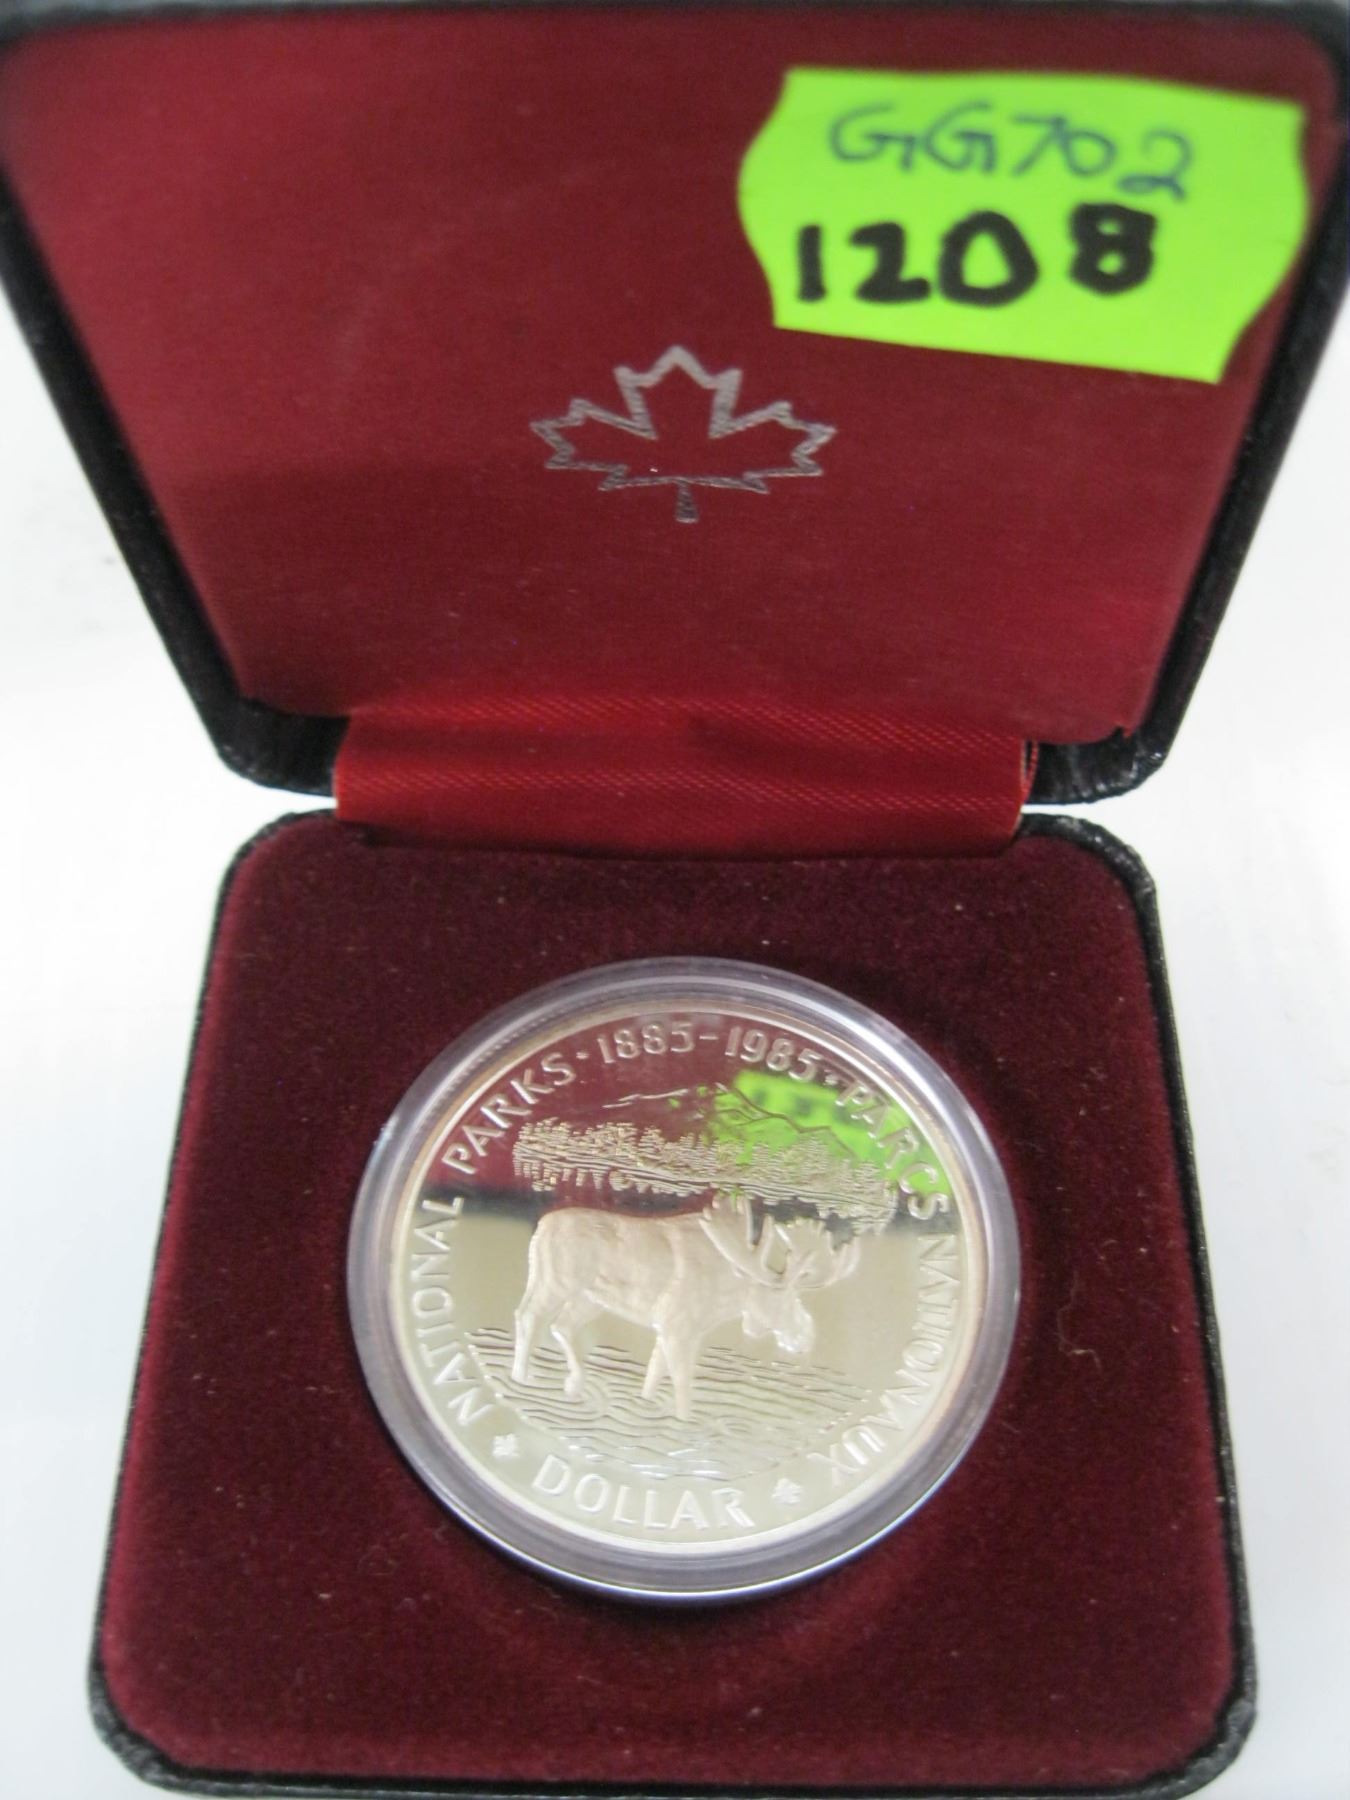 GG702
1208
NATIONAL PARKS · 1885-1985 · PARCS NATIONAUX
DOLLAR